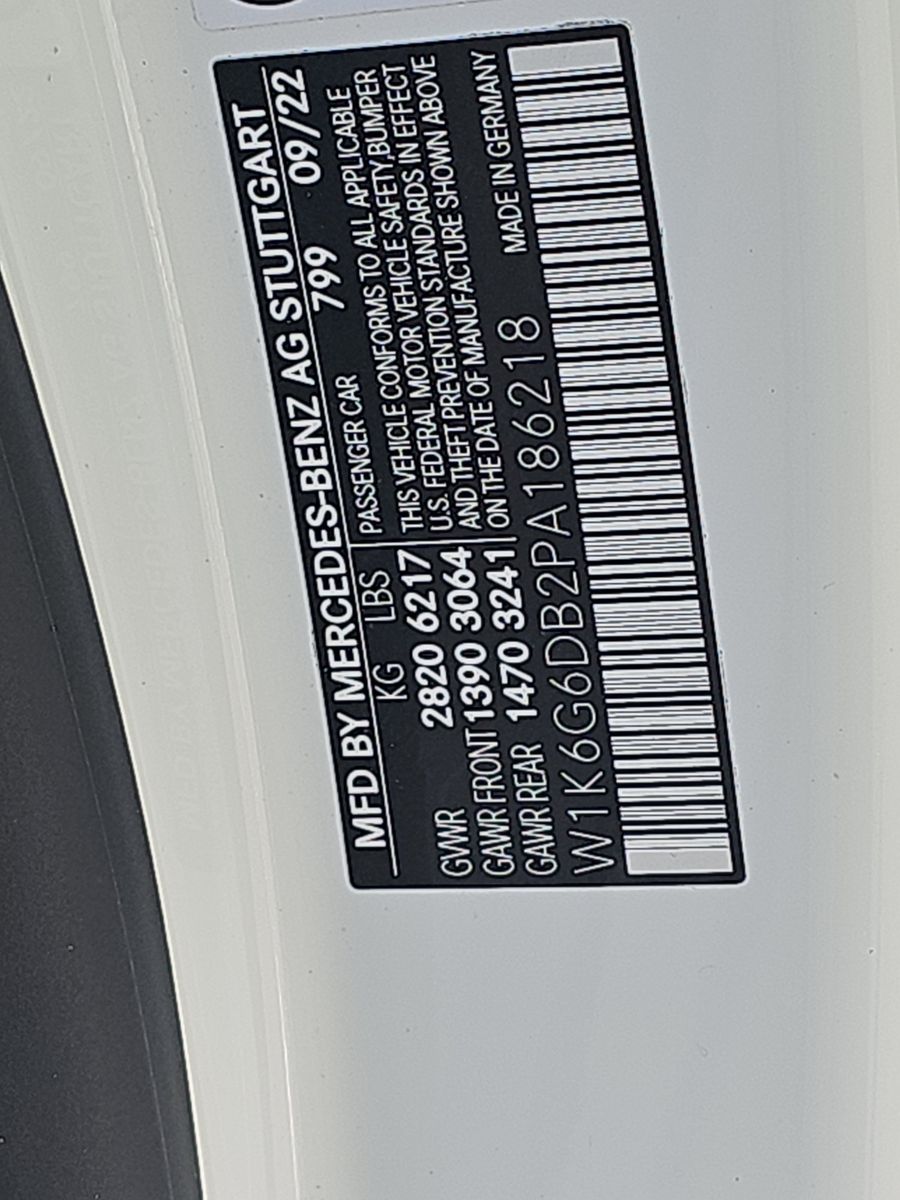 MFD BY MERCEDES-BENZ AG STUTTGART
KG LBS 799 09/22
PASSENGER CAR
GVWR 2820 6217
GAWR FRONT 1390 3064
GAWR REAR 1470 3241
THIS VEHICLE CONFORMS TO ALL APPLICABLE
U.S. FEDERAL MOTOR VEHICLE SAFETY,BUMPER
AND THEFT PREVENTION STANDARDS IN EFFECT
ON THE DATE OF MANUFACTURE SHOWN ABOVE
MADE IN GERMANY
W1K6G6DB2PA186218